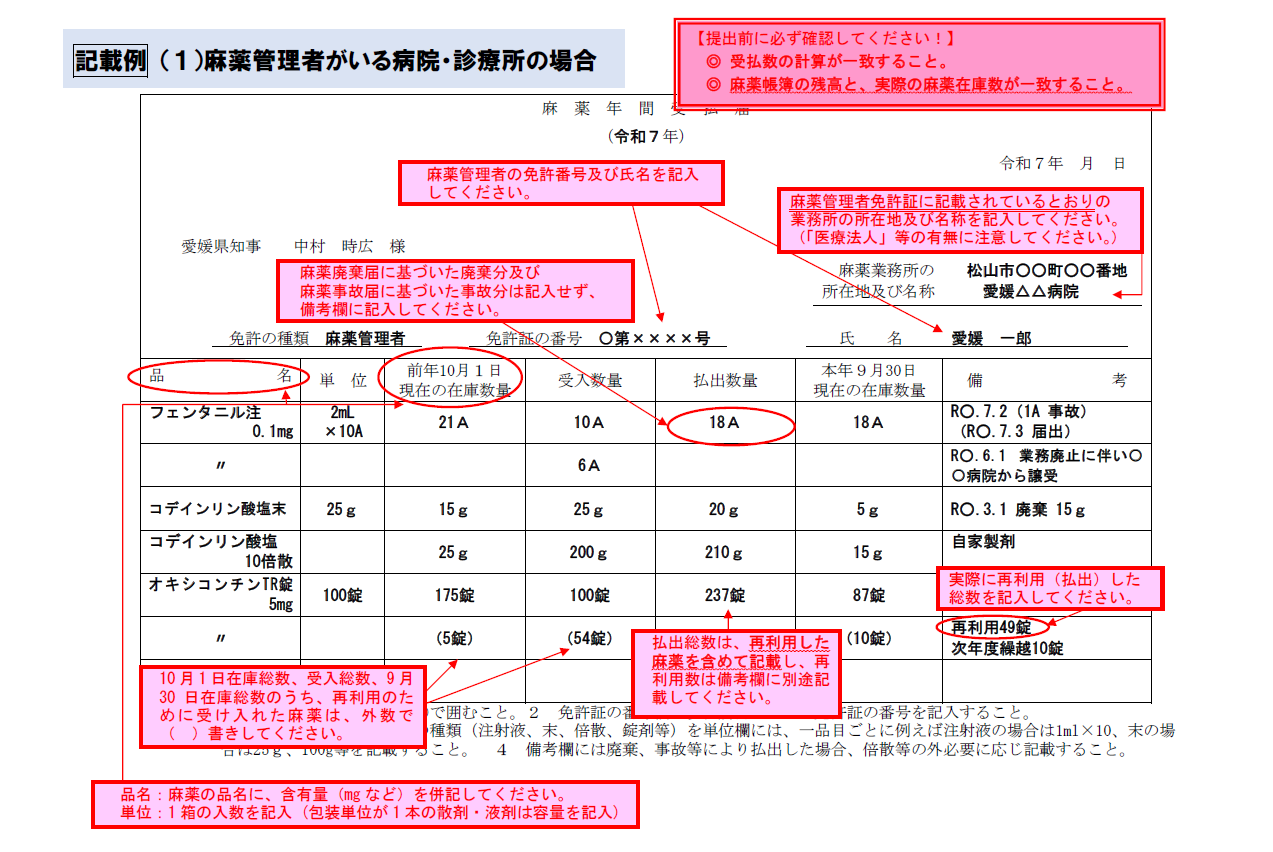 記載例（１）麻薬管理者がいる病院・診療所の場合
【提出前に必ず確認してください！】
◎ 受払数の計算が一致すること。
◎ 麻薬帳簿の残高と、実際の麻薬在庫数が一致すること。
麻 薬 年 間 受 払 届
（令和７年）
令和７年　月　日
麻薬管理者の免許番号及び氏名を記入
してください。
麻薬管理者免許証に記載されているとおりの
業務所の所在地及び名称を記入してください。
（「医療法人」等の有無に注意してください。）
愛媛県知事　中村　時広　様
麻薬廃棄届に基づいた廃棄分及び
麻薬事故届に基づいた事故分は記入せず、
備考欄に記入してください。
麻薬業務所の　松山市〇〇町〇〇番地
所在地及び名称　愛媛△△病院
免許の種類　麻薬管理者　免許証の番号　〇第××××号　氏　名　愛媛　一郎
品　名　単　位　前年10月１日　受入数量　払出数量　本年９月30日　備　考
現在の在庫数量　現在の在庫数量
フェンタニル注　2mL　21Ａ　10Ａ　18Ａ　18Ａ　R〇.7.2（1A 事故）
0.1mg　×10A　（R〇.7.3 届出）
〃　6Ａ　R〇.6.1 業務廃止に伴い〇
〇病院から譲受
コデインリン酸塩末　25ｇ　15ｇ　25ｇ　20ｇ　5ｇ　R〇.3.1 廃棄 15ｇ
コデインリン酸塩　25ｇ　200ｇ　210ｇ　15ｇ　自家製剤
10倍散
オキシコンチンTR錠　100錠　175錠　100錠　237錠　87錠
5mg
実際に再利用（払出）した
総数を記入してください。
〃　（5錠）　（54錠）　（10錠）　再利用49錠
次年度繰越10錠
払出総数は、再利用した
麻薬を含めて記載し、再
利用数は備考欄に別途記
載してください。
10月１日在庫総数、受入総数、９月
30 日在庫総数のうち、再利用のた
めに受け入れた麻薬は、外数で
（　）書きしてください。
で囲むこと。２　免許証の番　許証の番号を記入すること。
種類（注射液、末、倍散、錠剤等）を単位欄には、一品目ごとに例えば注射液の場合は1ml×10、末の場
合は25ｇ、100g等を記載すること。　４　備考欄には廃棄、事故等により払出した場合、倍散等の外必要に応じ記載すること。
品名：麻薬の品名に、含有量（mg など）を併記してください。
単位：１箱の入数を記入（包装単位が１本の散剤・液剤は容量を記入）